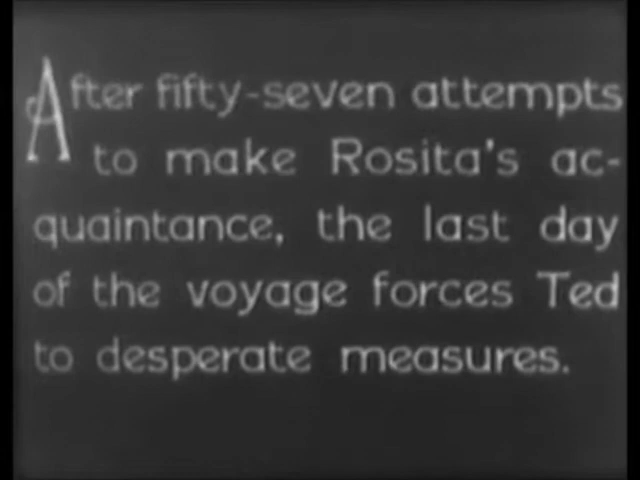 After fifty-seven attempts
to make Rosita's ac-
quaintance, the last day
of the voyage forces Ted
to desperate measures.